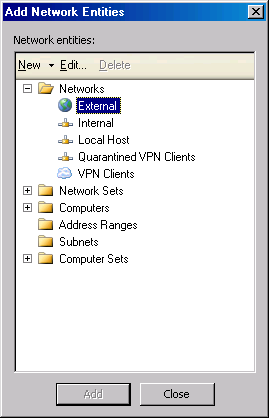 Add Network Entities
Network entities:
New Edit... Delete
Networks
External
Internal
Local Host
Quarantined VPN Clients
VPN Clients
Network Sets
Computers
Address Ranges
Subnets
Computer Sets
Add Close